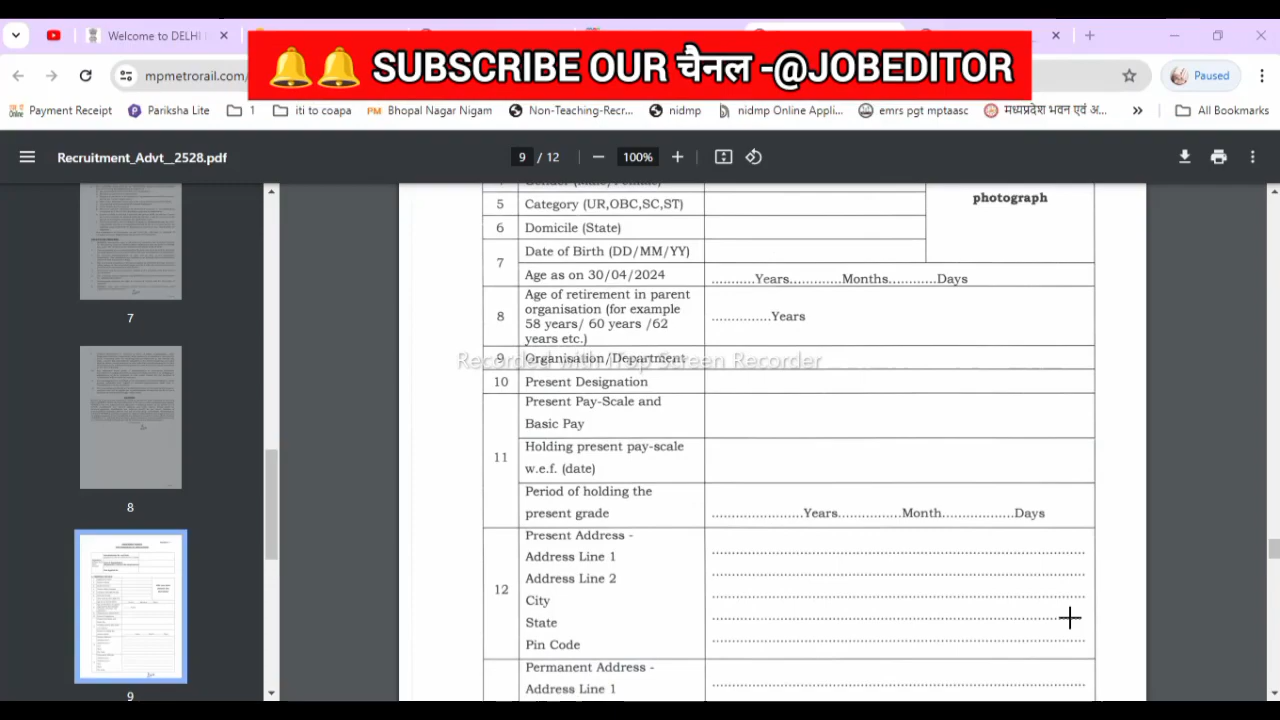 Welcome to DELHI
SUBSCRIBE OUR चैनल -@JOBEDITOR
mpmetrorail.com/
Paused
Payment Receipt
Pariksha Lite
1
iti to coapa
PM Bhopal Nagar Nigam
Non-Teaching-Recr...
nidmp
nidmp Online Appli...
emrs pgt mptaasc
मध्यप्रदेश भवन एवं अ...
»
All Bookmarks
Recruitment_Advt_2528.pdf
9 / 12
100%
7
8
9
photograph
5 Category (UR,OBC,SC,ST)
6 Domicile (State)
7 Date of Birth (DD/MM/YY)
Age as on 30/04/2024 ...........Years.............Months............Days
8 Age of retirement in parent
organisation (for example
58 years/ 60 years /62
years etc.)
...............Years
9 Organisation/Department
Recorded with iTop Screen Recorder
10 Present Designation
11 Present Pay-Scale and
Basic Pay
Holding present pay-scale
w.e.f. (date)
Period of holding the
present grade .......................Years................Month..................Days
12 Present Address -
Address Line 1
Address Line 2
City
State
Pin Code
Permanent Address -
Address Line 1